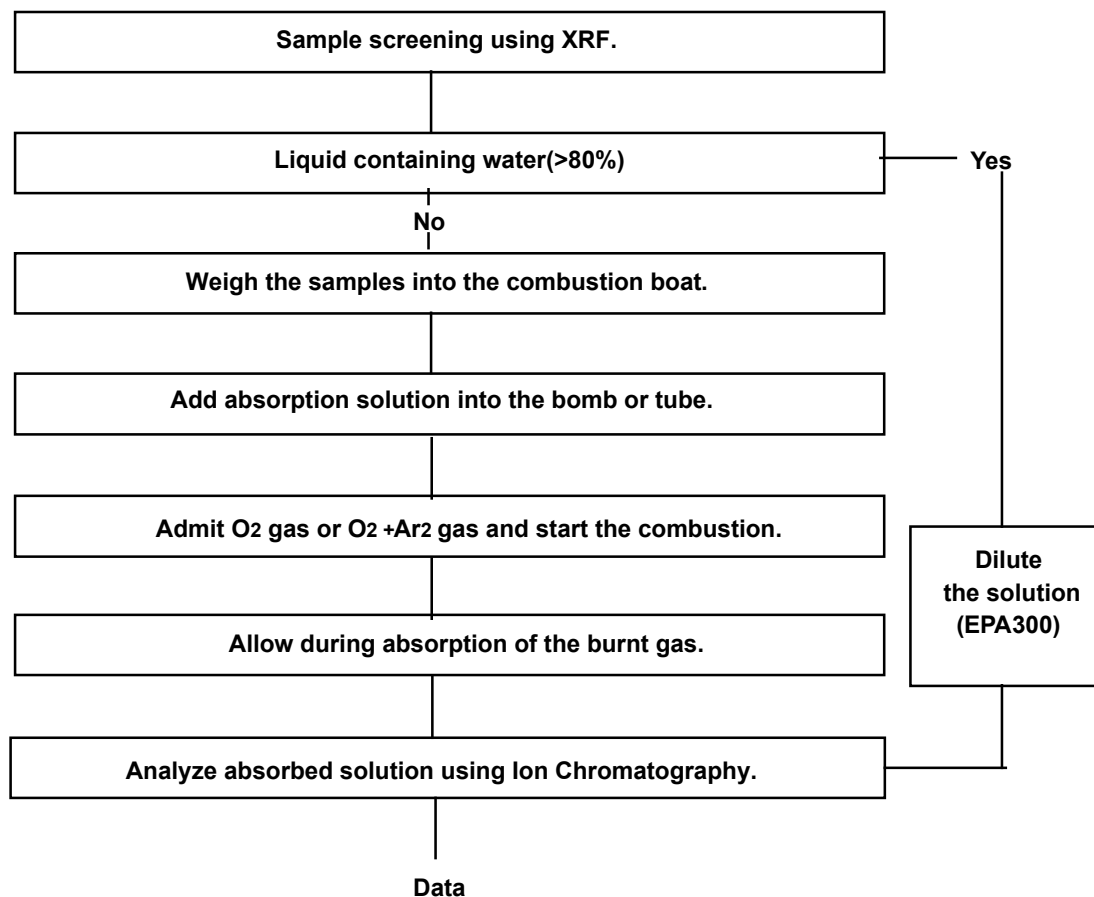 Sample screening using XRF.
Liquid containing water(>80%)
Yes
No
Weigh the samples into the combustion boat.
Add absorption solution into the bomb or tube.
Admit O2 gas or O2 +Ar2 gas and start the combustion.
Dilute
the solution
(EPA300)
Allow during absorption of the burnt gas.
Analyze absorbed solution using Ion Chromatography.
Data